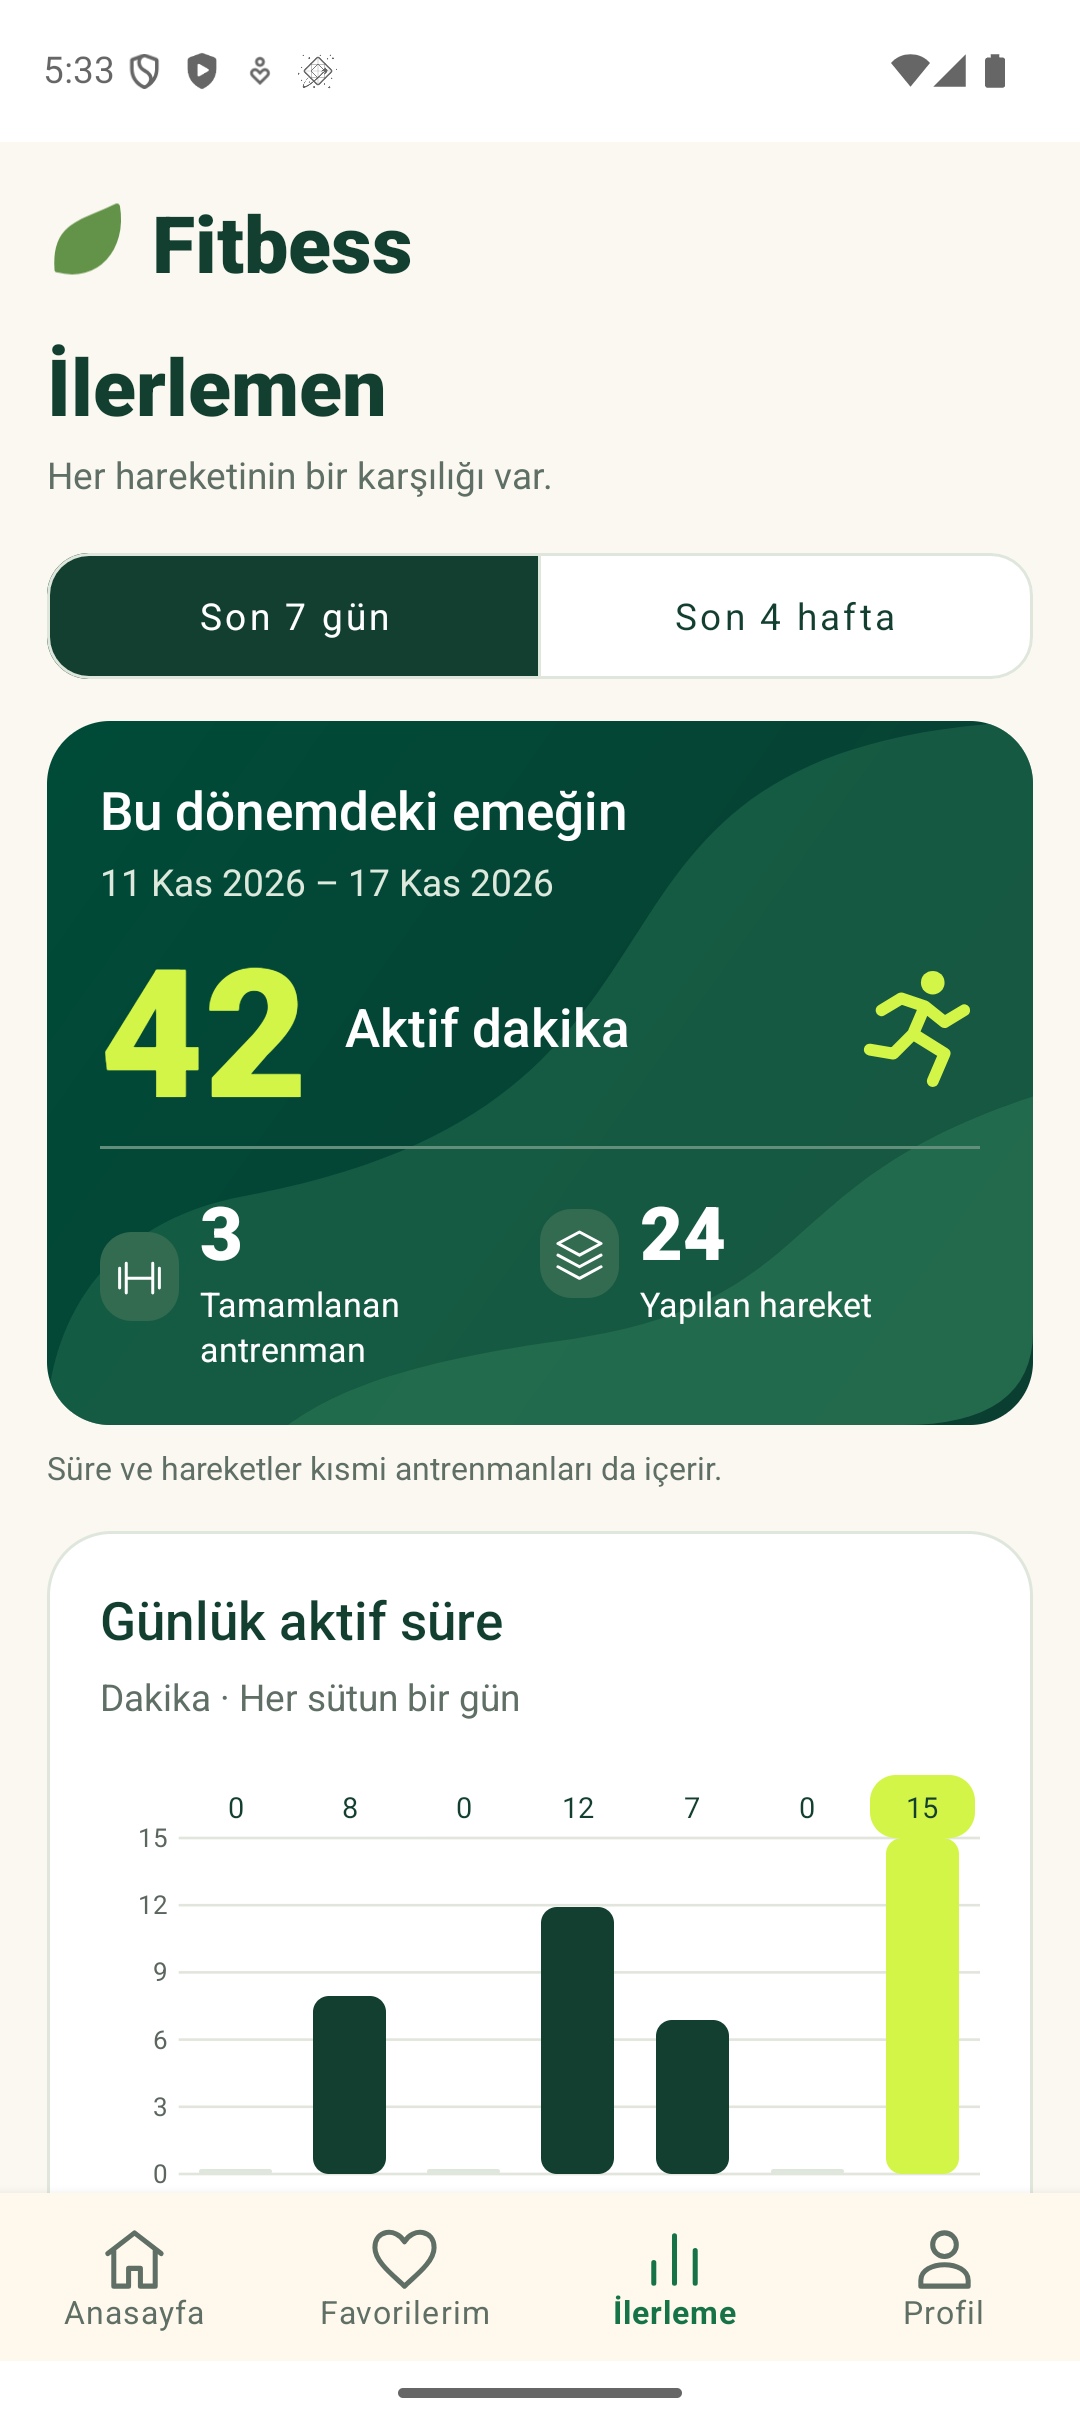 5:33
Fitbess
İlerlemen
Her hareketinin bir karşılığı var.
Son 7 gün
Son 4 hafta
Bu dönemdeki emeğin
11 Kas 2026 – 17 Kas 2026
42 Aktif dakika
3
Tamamlanan
antrenman
24
Yapılan hareket
Süre ve hareketler kısmi antrenmanları da içerir.
Günlük aktif süre
Dakika · Her sütun bir gün
0 8 0 12 7 0 15
15
12
9
6
3
0
Anasayfa
Favorilerim
İlerleme
Profil